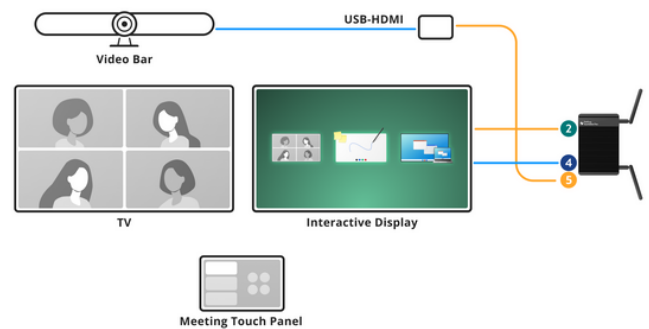 USB-HDMI
Video Bar
2
4
5
TV
Interactive Display
Meeting Touch Panel